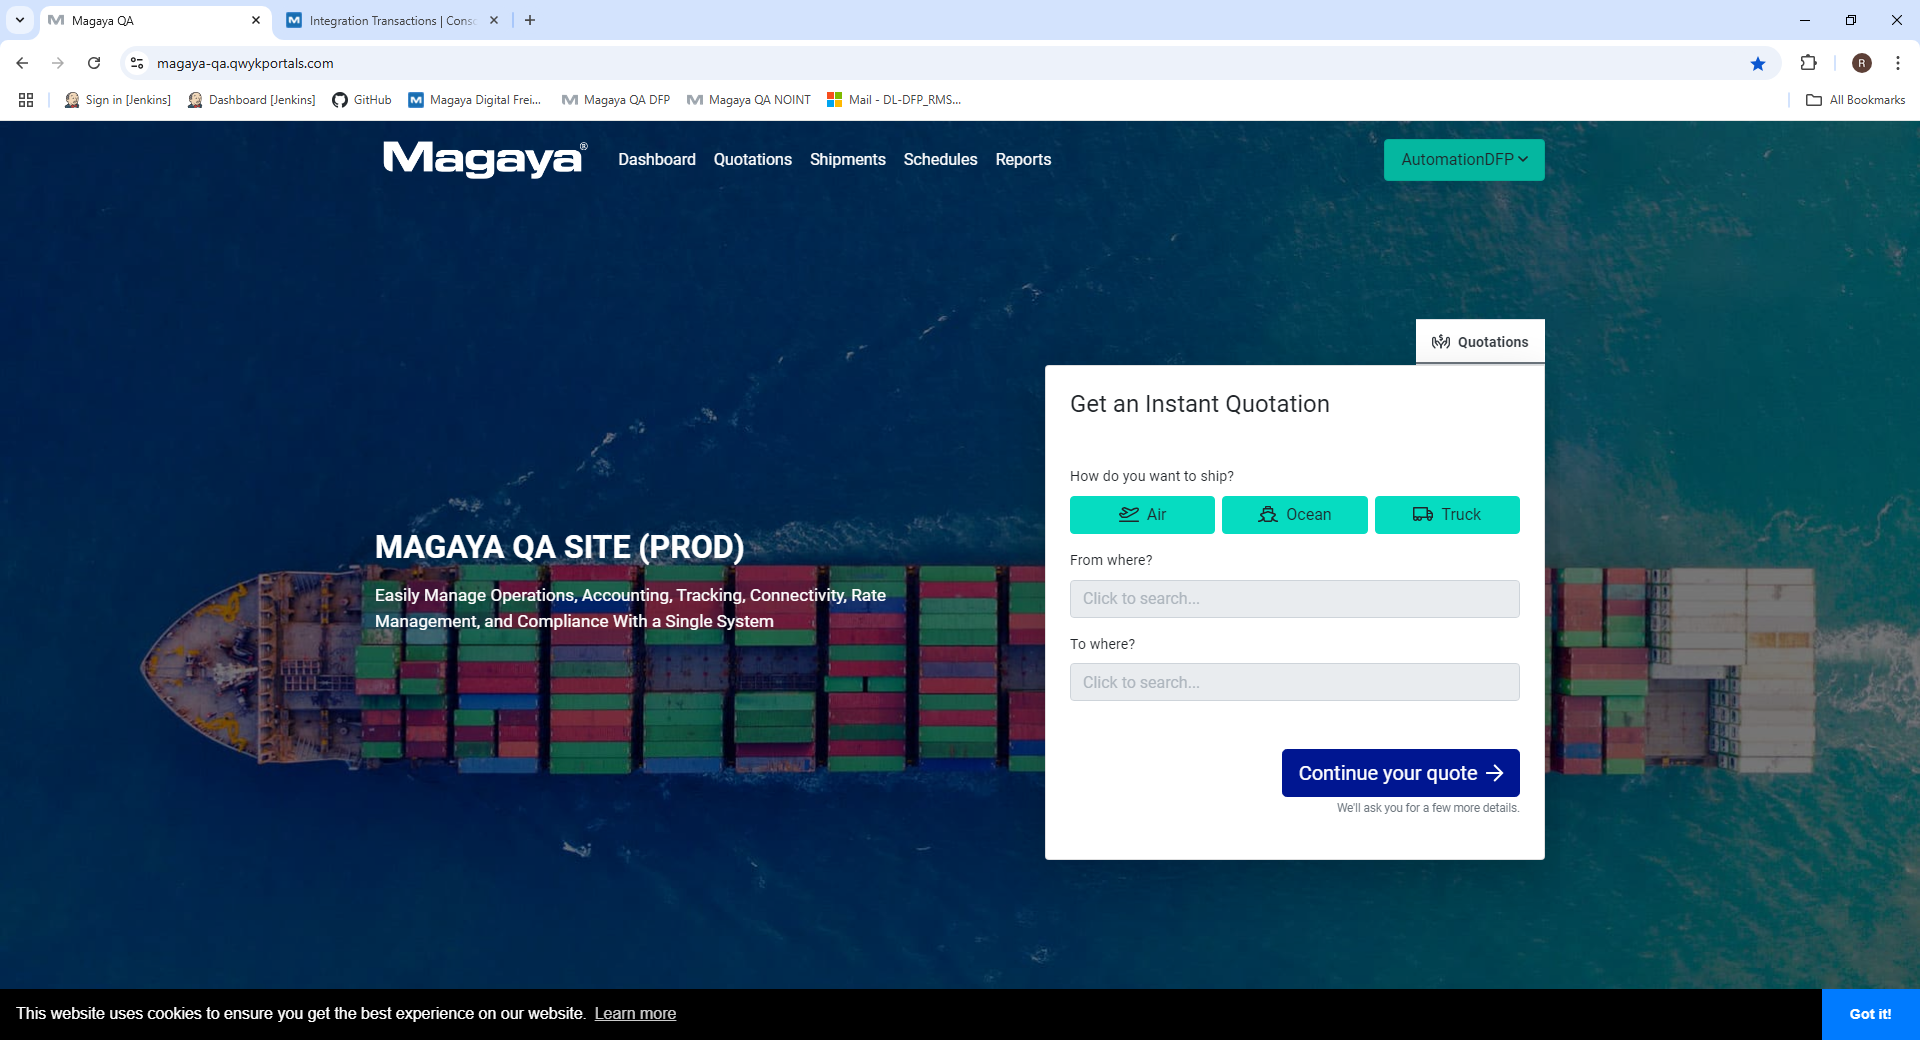 Magaya QA
Integration Transactions | Conso
magaya-qa.qwykportals.com
Sign in [Jenkins]
Dashboard [Jenkins]
GitHub
Magaya Digital Frei...
Magaya QA DFP
Magaya QA NOINT
Mail - DL-DFP_RMS...
All Bookmarks
R
Magaya®
Dashboard
Quotations
Shipments
Schedules
Reports
AutomationDFP
Quotations
Get an Instant Quotation
How do you want to ship?
Air
Ocean
Truck
From where?
Click to search...
To where?
Click to search...
Continue your quote
We'll ask you for a few more details.
MAGAYA QA SITE (PROD)
Easily Manage Operations, Accounting, Tracking, Connectivity, Rate
Management, and Compliance With a Single System
This website uses cookies to ensure you get the best experience on our website. Learn more
Got it!